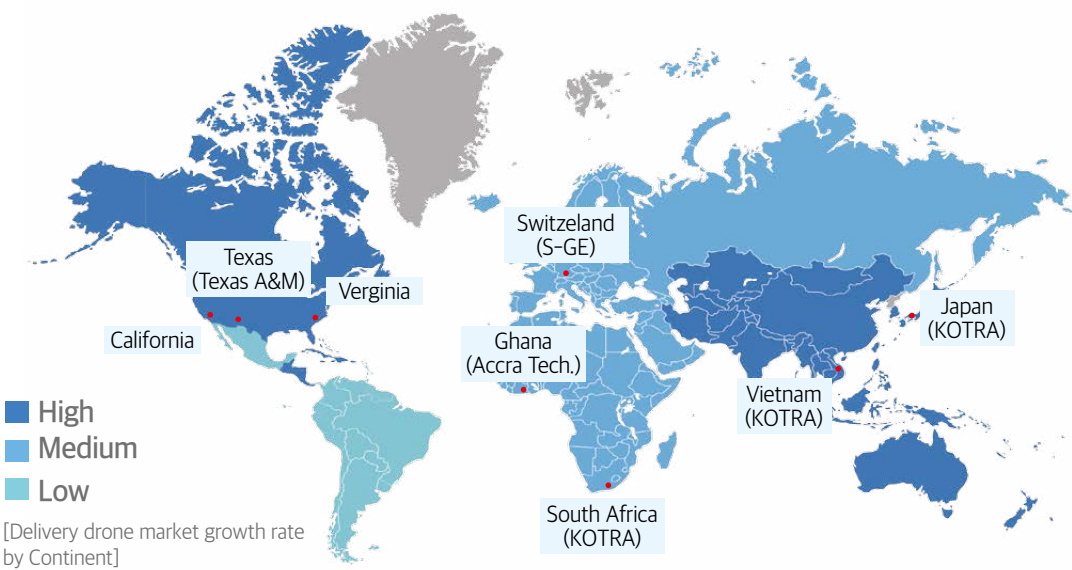 Switzeland
(S-GE)
Texas
(Texas A&M)
Verginia
California
Ghana
(Accra Tech.)
Japan
(KOTRA)
Vietnam
(KOTRA)
South Africa
(KOTRA)
High
Medium
Low
[Delivery drone market growth rate
by Continent]